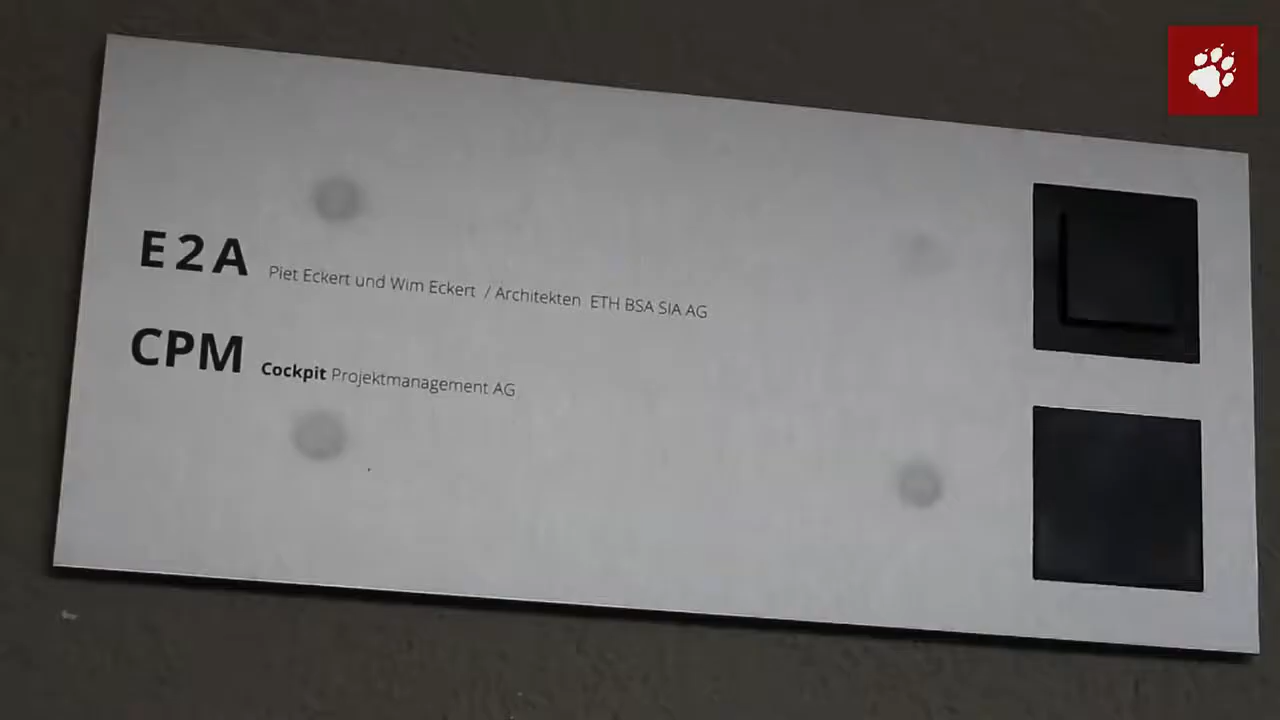 E2A Piet Eckert und Wim Eckert / Architekten ETH BSA SIA AG
CPM Cockpit Projektmanagement AG